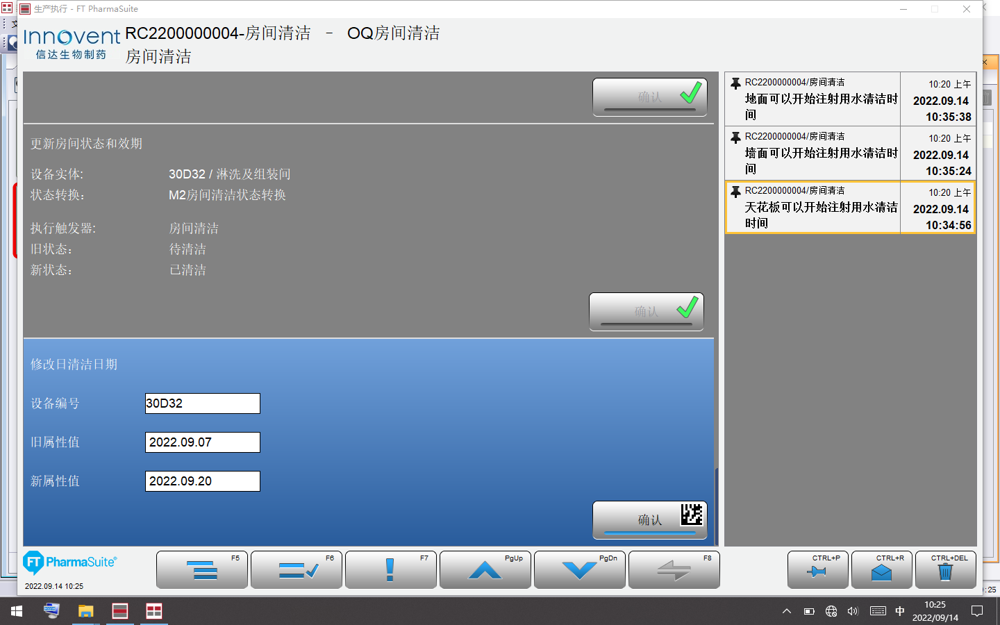 生产执行 - FT PharmaSuite
Innovent
信达生物制药
RC2200000004-房间清洁 - OQ房间清洁
房间清洁
确认
更新房间状态和效期
设备实体: 30D32 / 淋洗及组装间
状态转换: M2房间清洁状态转换
执行触发器: 房间清洁
旧状态: 待清洁
新状态: 已清洁
确认
修改日清洁日期
设备编号 30D32
旧属性值 2022.09.07
新属性值 2022.09.20
确认
RC2200000004/房间清洁 10:20 上午
地面可以开始注射用水清洁时间 2022.09.14
10:35:38
RC2200000004/房间清洁 10:20 上午
墙面可以开始注射用水清洁时间 2022.09.14
10:35:24
RC2200000004/房间清洁 10:20 上午
天花板可以开始注射用水清洁时间 2022.09.14
10:34:56
FT PharmaSuite
2022.09.14 10:25
F5
F6
F7
PgUp
PgDn
F8
CTRL+P
CTRL+R
CTRL+DEL
:25
中
10:25
2022/09/14